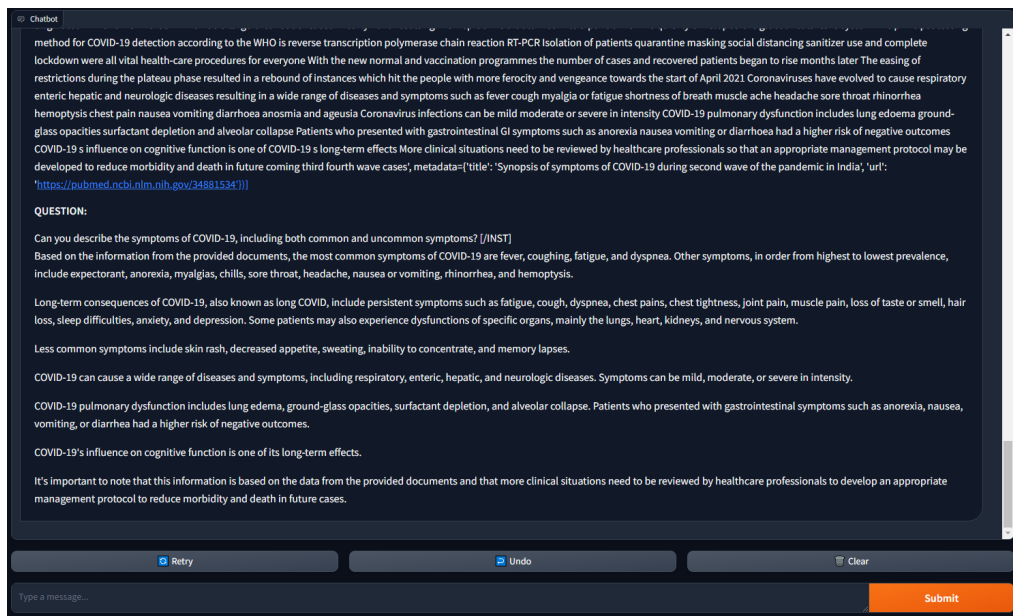 Chatbot
method for COVID-19 detection according to the WHO is reverse transcription polymerase chain reaction RT-PCR Isolation of patients quarantine masking social distancing sanitizer use and complete
lockdown were all vital health-care procedures for everyone With the new normal and vaccination programmes the number of cases and recovered patients began to rise months later The easing of
restrictions during the plateau phase resulted in a rebound of instances which hit the people with more ferocity and vengeance towards the start of April 2021 Coronaviruses have evolved to cause respiratory
enteric hepatic and neurologic diseases resulting in a wide range of diseases and symptoms such as fever cough myalgia or fatigue shortness of breath muscle ache headache sore throat rhinorrhea
hemoptysis chest pain nausea vomiting diarrhoea anosmia and ageusia Coronavirus infections can be mild moderate or severe in intensity COVID-19 pulmonary dysfunction includes lung edoema ground-
glass opacities surfactant depletion and alveolar collapse Patients who presented with gastrointestinal GI symptoms such as anorexia nausea vomiting or diarrhoea had a higher risk of negative outcomes
COVID-19 s influence on cognitive function is one of COVID-19 s long-term effects More clinical situations need to be reviewed by healthcare professionals so that an appropriate management protocol may be
developed to reduce morbidity and death in future coming third fourth wave cases', metadata={'title': 'Synopsis of symptoms of COVID-19 during second wave of the pandemic in India', 'url':
'https://pubmed.ncbi.nlm.nih.gov/34881534'})]
QUESTION:
Can you describe the symptoms of COVID-19, including both common and uncommon symptoms? [/INST]
Based on the information from the provided documents, the most common symptoms of COVID-19 are fever, coughing, fatigue, and dyspnea. Other symptoms, in order from highest to lowest prevalence,
include expectorant, anorexia, myalgias, chills, sore throat, headache, nausea or vomiting, rhinorrhea, and hemoptysis.
Long-term consequences of COVID-19, also known as long COVID, include persistent symptoms such as fatigue, cough, dyspnea, chest pains, chest tightness, joint pain, muscle pain, loss of taste or smell, hair
loss, sleep difficulties, anxiety, and depression. Some patients may also experience dysfunctions of specific organs, mainly the lungs, heart, kidneys, and nervous system.
Less common symptoms include skin rash, decreased appetite, sweating, inability to concentrate, and memory lapses.
COVID-19 can cause a wide range of diseases and symptoms, including respiratory, enteric, hepatic, and neurologic diseases. Symptoms can be mild, moderate, or severe in intensity.
COVID-19 pulmonary dysfunction includes lung edema, ground-glass opacities, surfactant depletion, and alveolar collapse. Patients who presented with gastrointestinal symptoms such as anorexia, nausea,
vomiting, or diarrhea had a higher risk of negative outcomes.
COVID-19's influence on cognitive function is one of its long-term effects.
It's important to note that this information is based on the data from the provided documents and that more clinical situations need to be reviewed by healthcare professionals to develop an appropriate
management protocol to reduce morbidity and death in future cases.
Retry
Undo
Clear
Type a message...
Submit